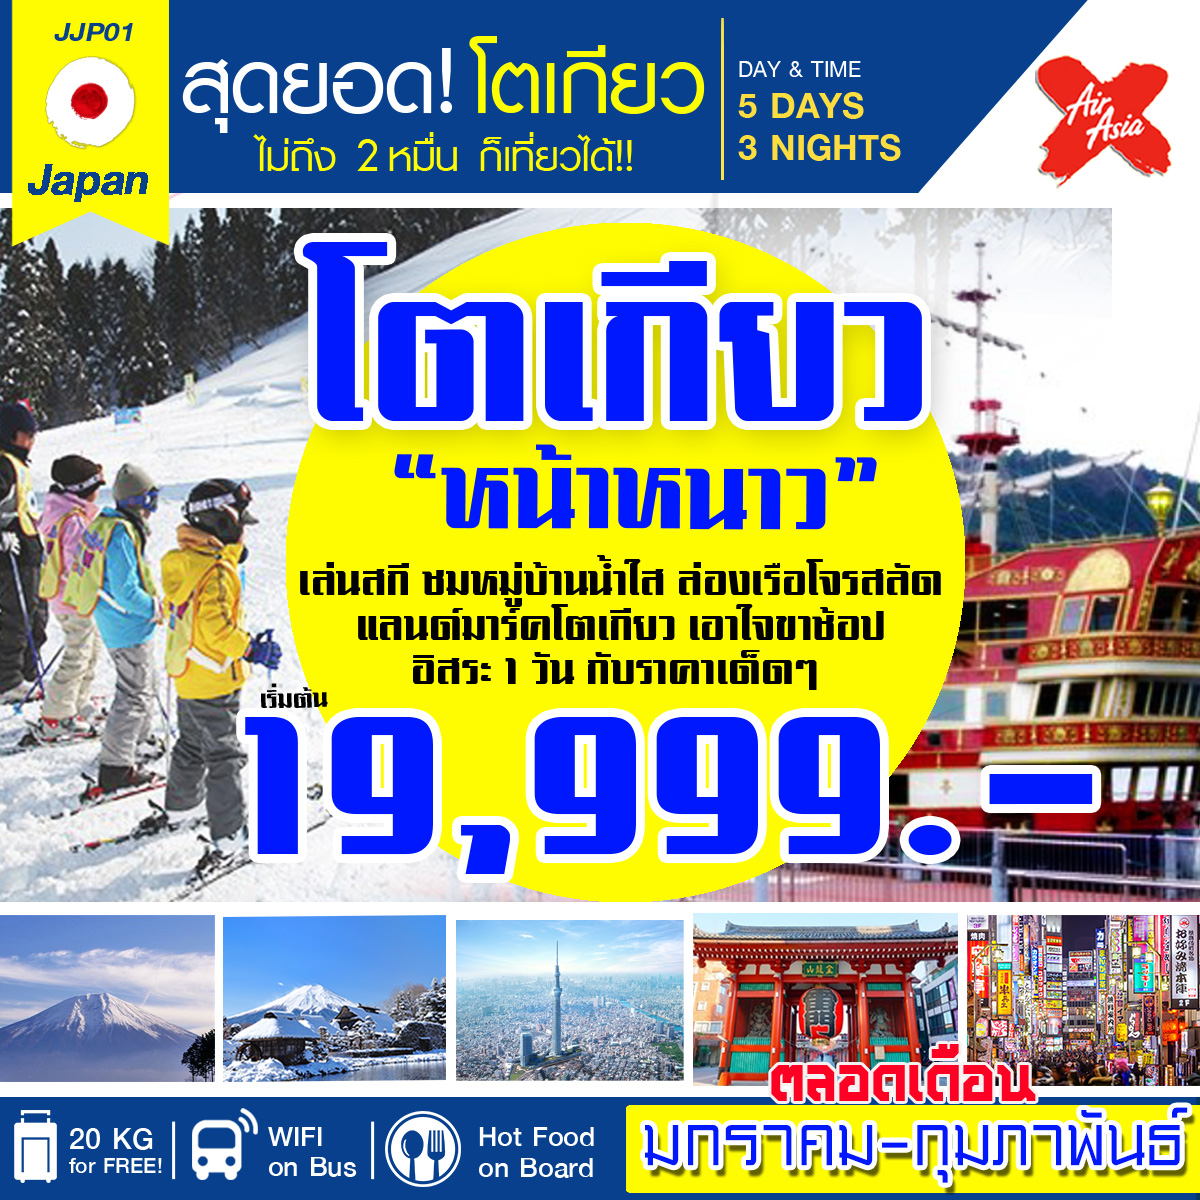 JJP01
Japan
สุดยอด! โตเกียว
ไม่ถึง 2 หมื่น ก็เที่ยวได้!!
DAY & TIME
5 DAYS
3 NIGHTS
Air
Asia
โตเกียว
“หน้าหนาว”
เล่นสกี ชมหมู่บ้านน้ำใส ล่องเรือโจรสลัด
แลนด์มาร์คโตเกียว เอาใจขาช้อป
อิสระ 1 วัน กับราคาเด็ดๆ
เริ่มต้น
19,999.-
ตลอดเดือน
มกราคม-กุมภาพันธ์
20 KG
for FREE!
WIFI
on Bus
Hot Food
on Board